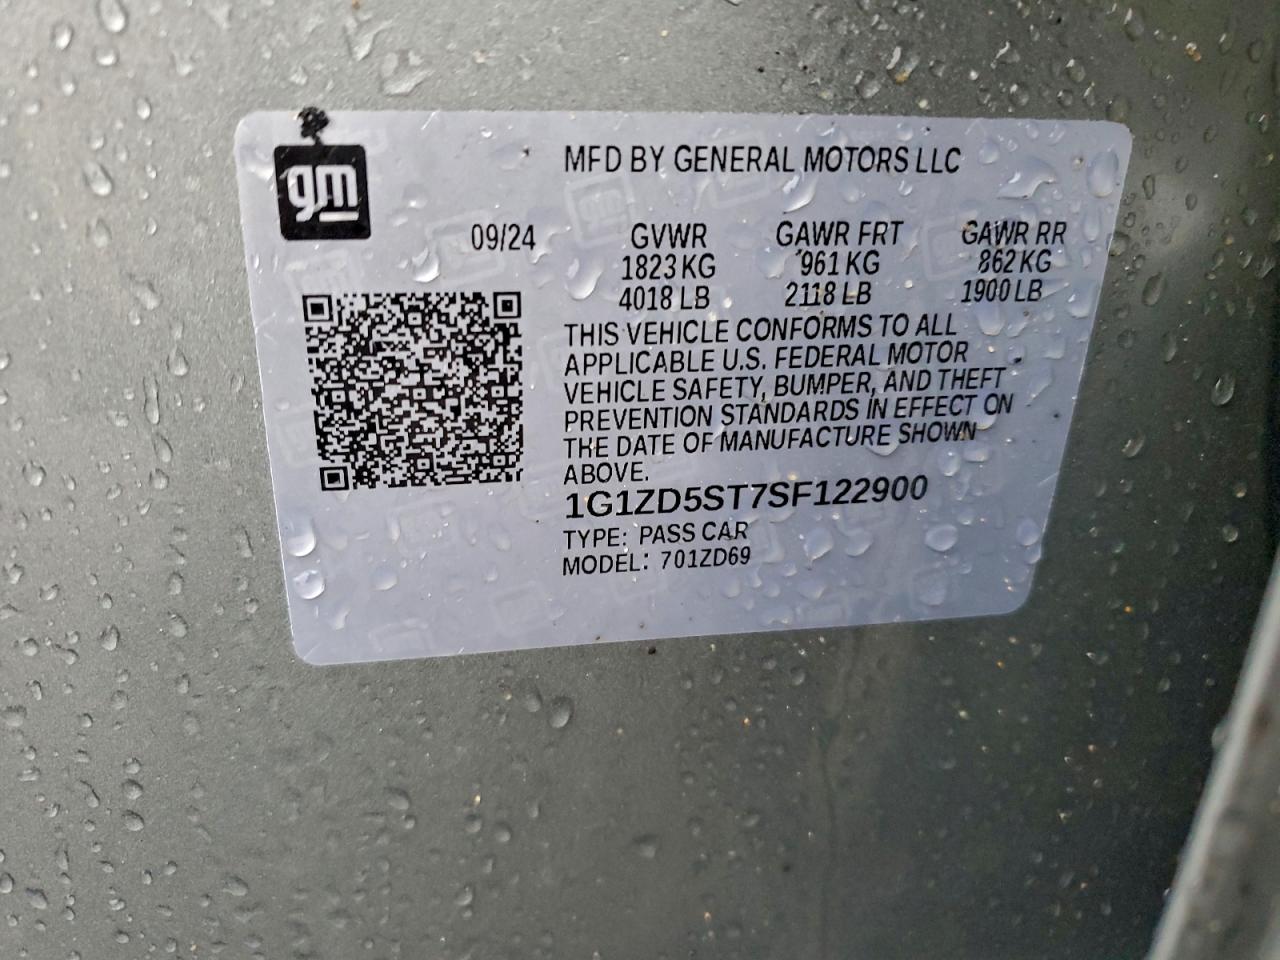 gm
MFD BY GENERAL MOTORS LLC
09/24 GVWR GAWR FRT GAWR RR
1823 KG 961 KG 862 KG
4018 LB 2118 LB 1900 LB
THIS VEHICLE CONFORMS TO ALL
APPLICABLE U.S. FEDERAL MOTOR
VEHICLE SAFETY, BUMPER, AND THEFT
PREVENTION STANDARDS IN EFFECT ON
THE DATE OF MANUFACTURE SHOWN
ABOVE.
1G1ZD5ST7SF122900
TYPE: PASS CAR
MODEL: 701ZD69